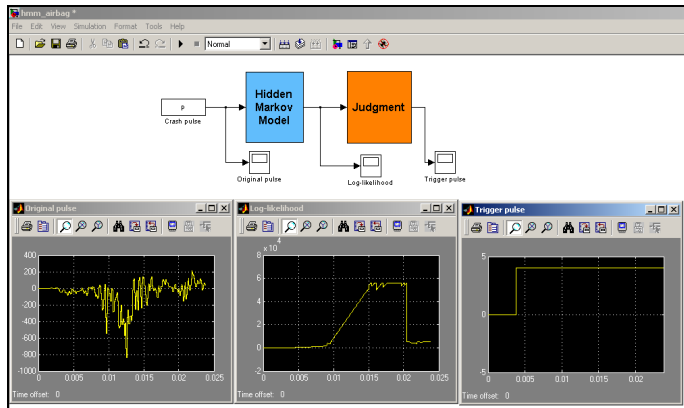 hmm_airbag *
File Edit View Simulation Format Tools Help
Normal
Hidden
Markov
Model
Judgment
p
Crash pulse
Original pulse
Log-likelihood
Trigger pulse
Original pulse
400
200
0
-200
-400
-600
-800
-1000
0 0.005 0.01 0.015 0.02 0.025
Time offset: 0
Log-likelihood
x 10
4
8
6
4
2
0
-2
0 0.005 0.01 0.015 0.02 0.025
Time offset: 0
Trigger pulse
5
0
-5
0 0.005 0.01 0.015 0.02
Time offset: 0